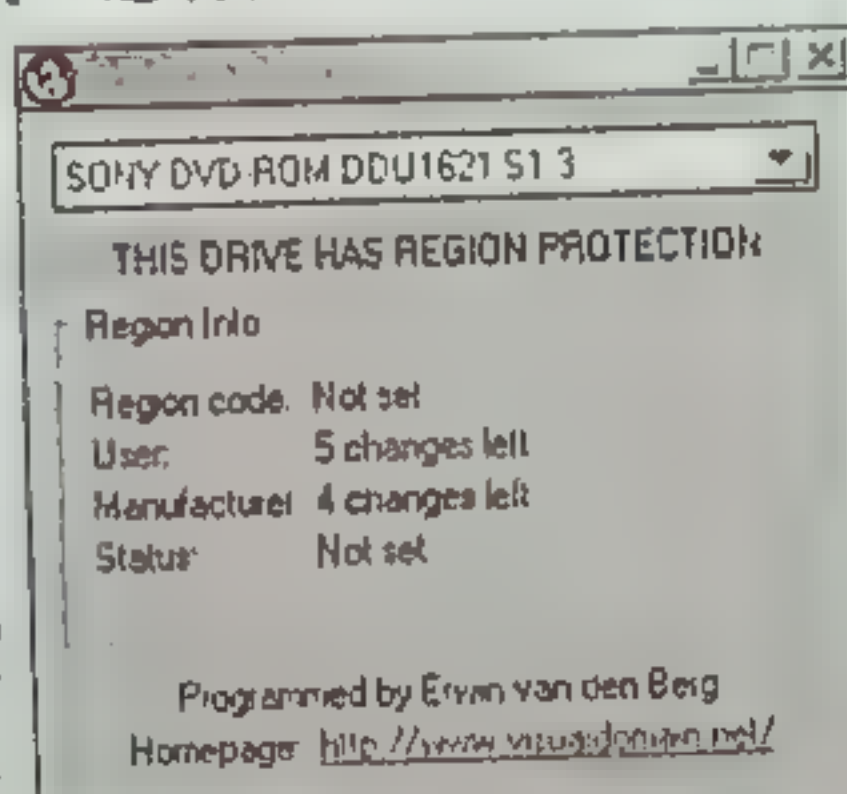 SONY DVD-ROM DDU1621 S1.3
THIS DRIVE HAS REGION PROTECTION
Region Info
Region code: Not set
User: 5 changes left
Manufacturer 4 changes left
Status: Not set
Programmed by Erwin van den Berg
Homepage: